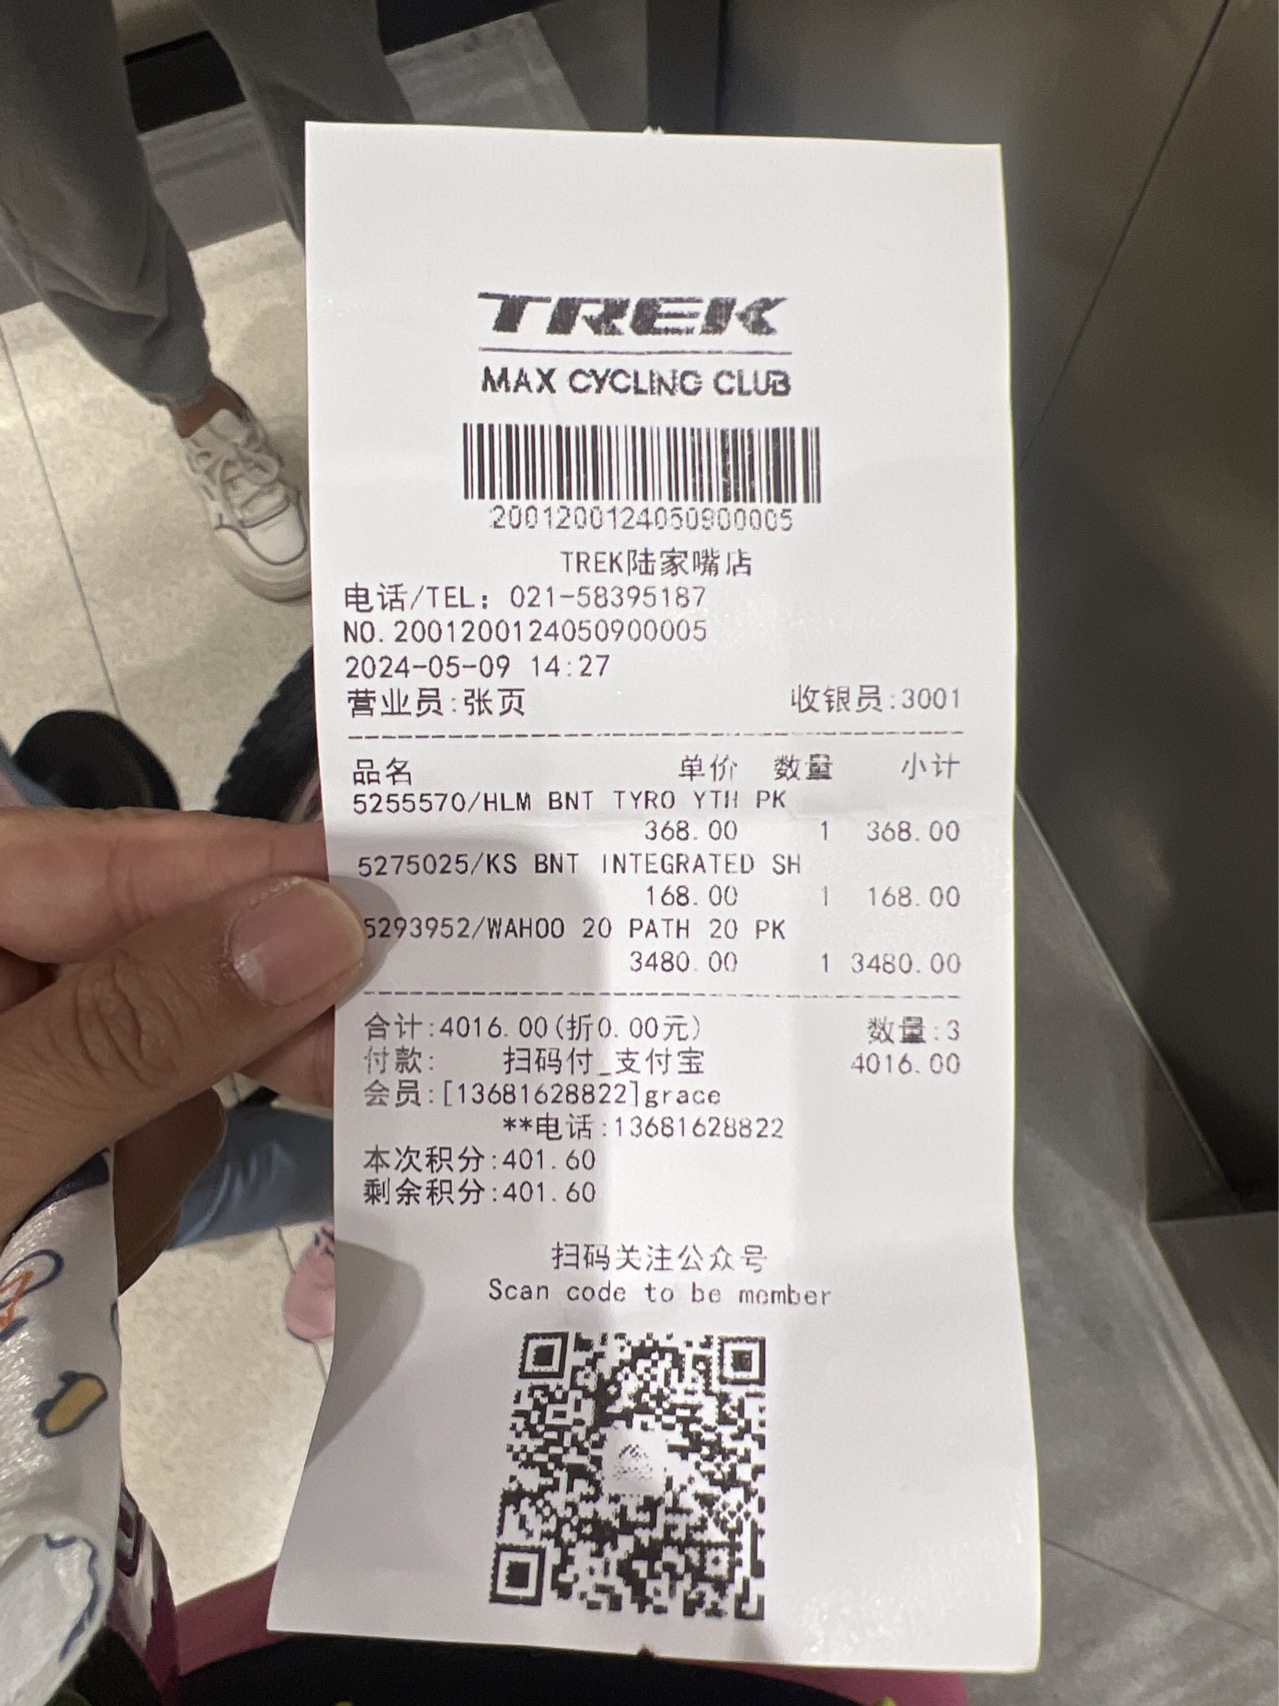 TREK
MAX CYCLING CLUB
2001200124050900005
TREK陆家嘴店
电话/TEL: 021-58395187
NO.2001200124050900005
2024-05-09 14:27
营业员:张页 收银员:3001
品名 单价 数量 小计
5255570/HLM BNT TYRO YTH PK
368.00 1 368.00
5275025/KS BNT INTEGRATED SH
168.00 1 168.00
5293952/WAHOO 20 PATH 20 PK
3480.00 1 3480.00
合计:4016.00(折0.00元) 数量:3
付款: 扫码付_支付宝 4016.00
会员:[13681628822]grace
**电话:13681628822
本次积分:401.60
剩余积分:401.60
扫码关注公众号
Scan code to be member